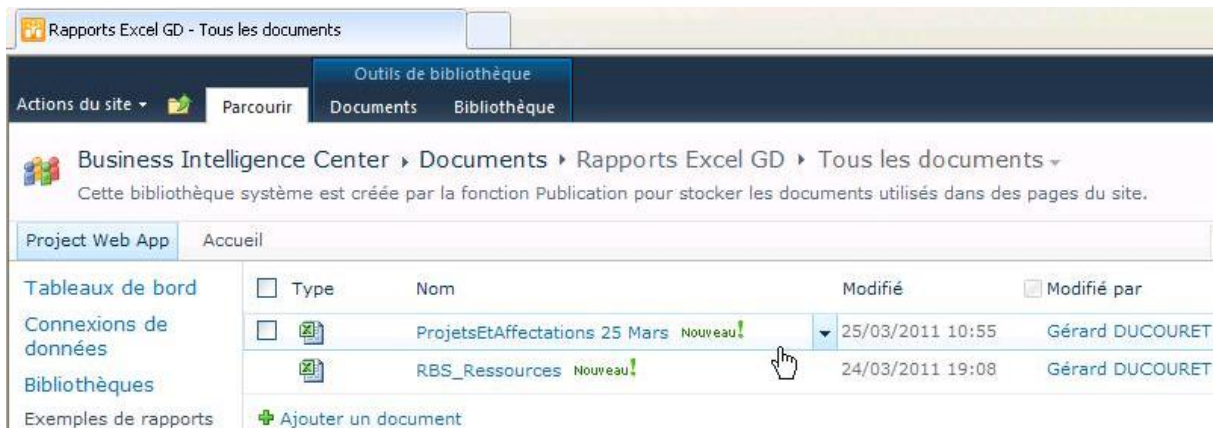 Rapports Excel GD - Tous les documents
Outils de bibliothèque
Actions du site Parcourir Documents Bibliothèque
Business Intelligence Center Documents Rapports Excel GD Tous les documents
Cette bibliothèque système est créée par la fonction Publication pour stocker les documents utilisés dans des pages du site.
Project Web App Accueil
Tableaux de bord
Type Nom Modifié Modifié par
Connexions de données
ProjetsEtAffectations 25 Mars Nouveau! 25/03/2011 10:55 Gérard DUCOURET
Bibliothèques
RBS_Ressources Nouveau! 24/03/2011 19:08 Gérard DUCOURET
Exemples de rapports
Ajouter un document